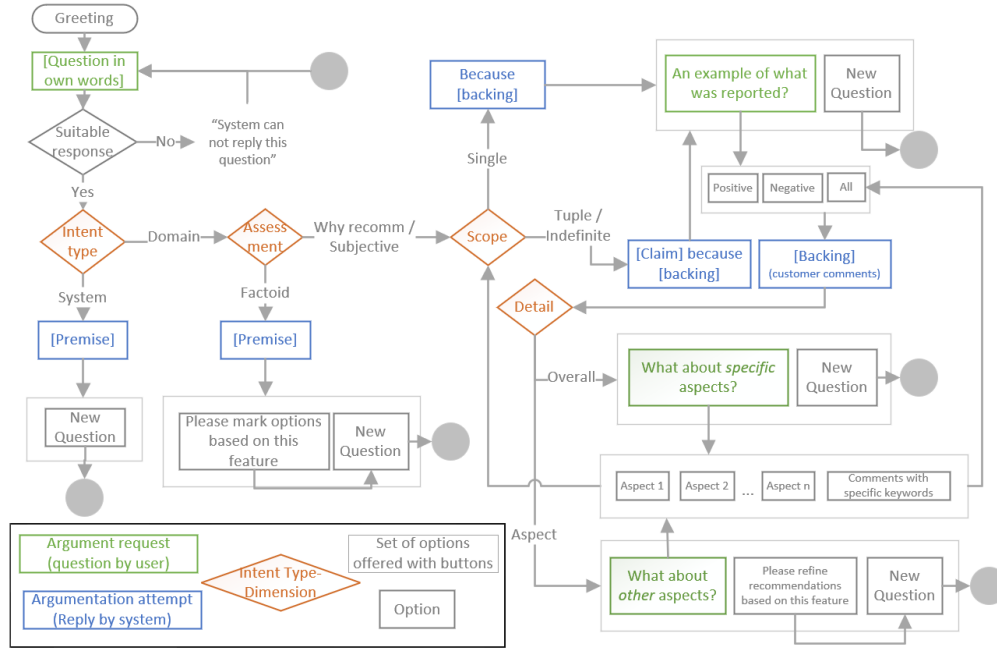 Greeting
[Question in
own words]
Suitable
response
No
“System can
not reply this
question”
Yes
Intent
type
Domain
Assess
ment
Why recomm /
Subjective
Scope
Single
Because
[backing]
Tuple /
Indefinite
[Claim] because
[backing]
An example of what
was reported?
New
Question
Positive
Negative
All
[Backing]
(customer comments)
Detail
System
[Premise]
New
Question
Factoid
[Premise]
Please mark options
based on this
feature
New
Question
Overall
What about specific
aspects?
New
Question
Aspect 1
Aspect 2
...
Aspect n
Comments with
specific keywords
Aspect
What about
other aspects?
Please refine
recommendations
based on this feature
New
Question
Argument request
(question by user)
Argumentation attempt
(Reply by system)
Intent Type-
Dimension
Set of options
offered with buttons
Option